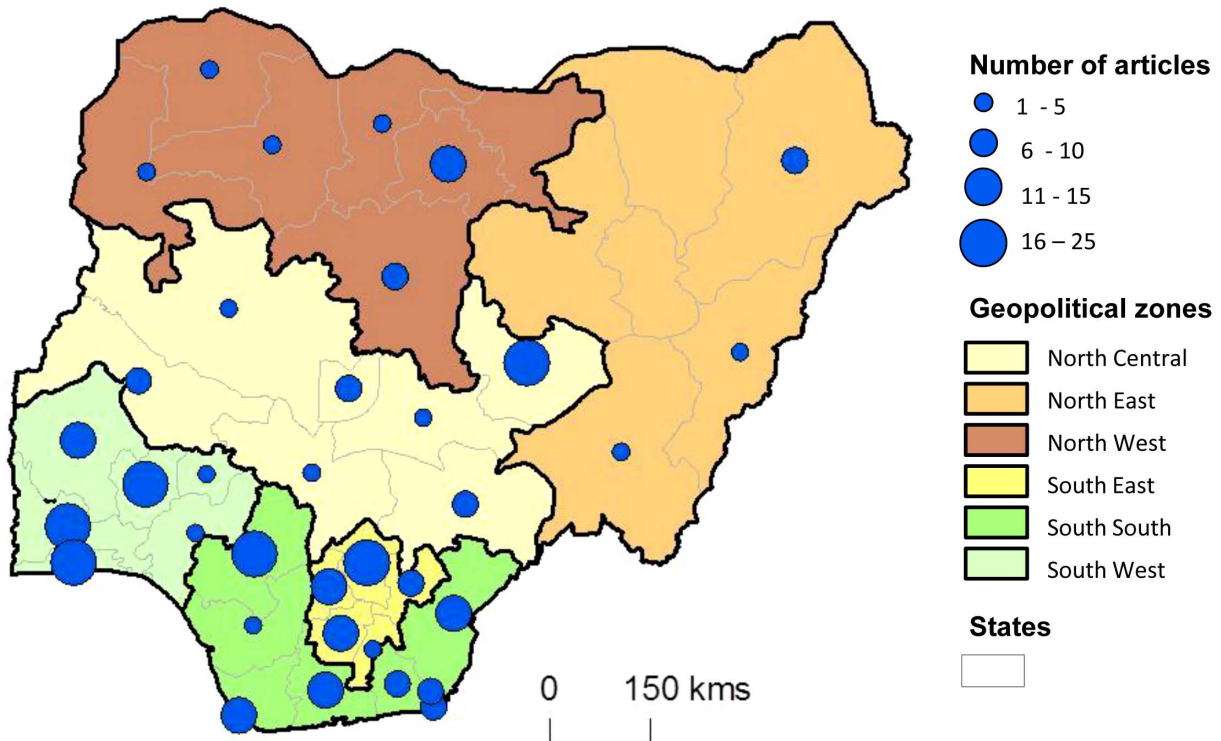 Number of articles
1 - 5
6 - 10
11 - 15
16 – 25
Geopolitical zones
North Central
North East
North West
South East
South South
South West
States
0 150 kms